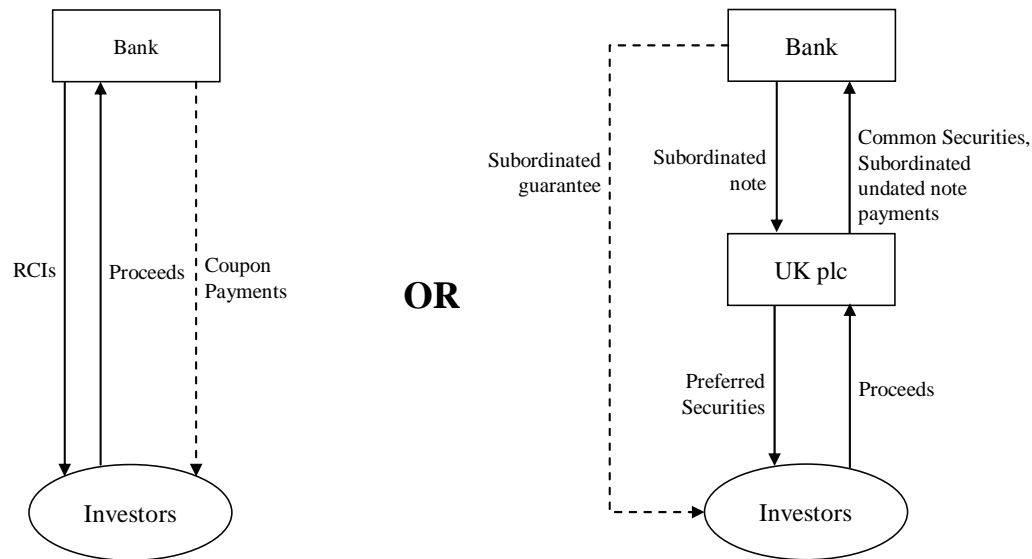 Bank
RCIs
Proceeds
Coupon
Payments
Investors
OR
Bank
Subordinated
guarantee
Subordinated
note
Common Securities,
Subordinated
undated note
payments
UK plc
Preferred
Securities
Proceeds
Investors